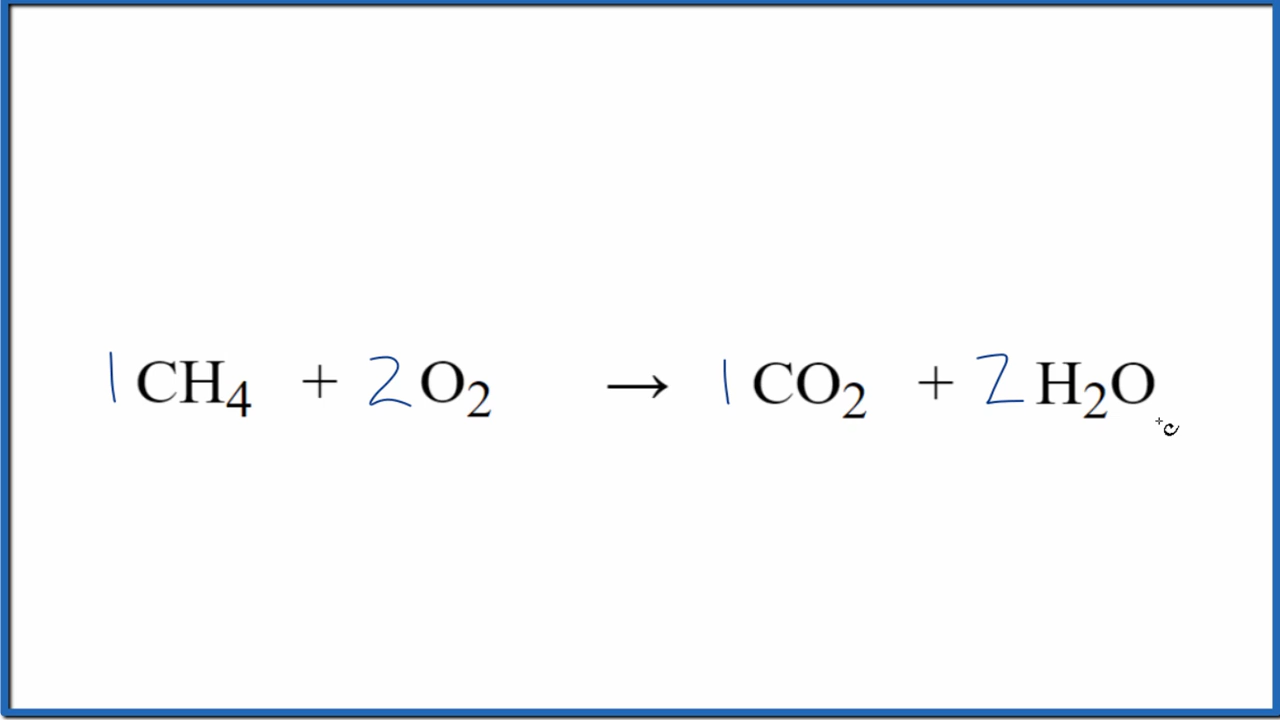 1 CH₄ + 2 O₂ → 1 CO₂ + 2 H₂O